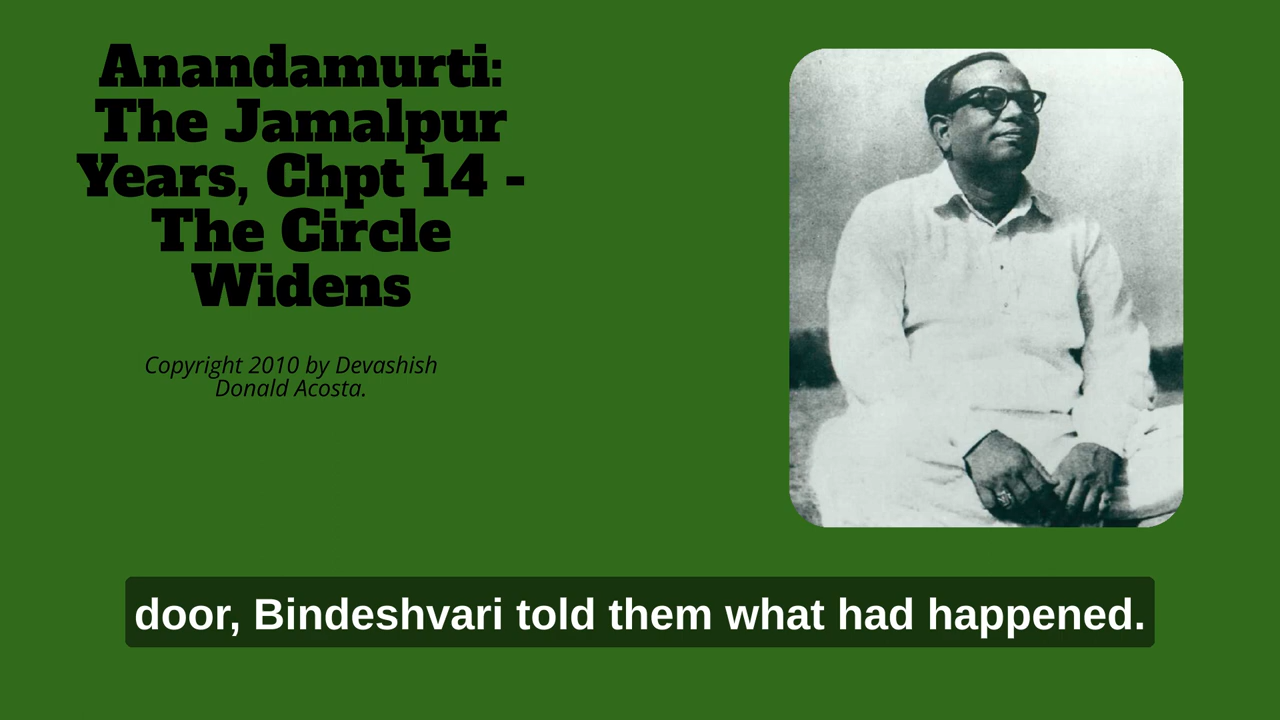 Anandamurti:
The Jamalpur
Years, Chpt 14 -
The Circle
Widens
Copyright 2010 by Devashish
Donald Acosta.
door, Bindeshvari told them what had happened.